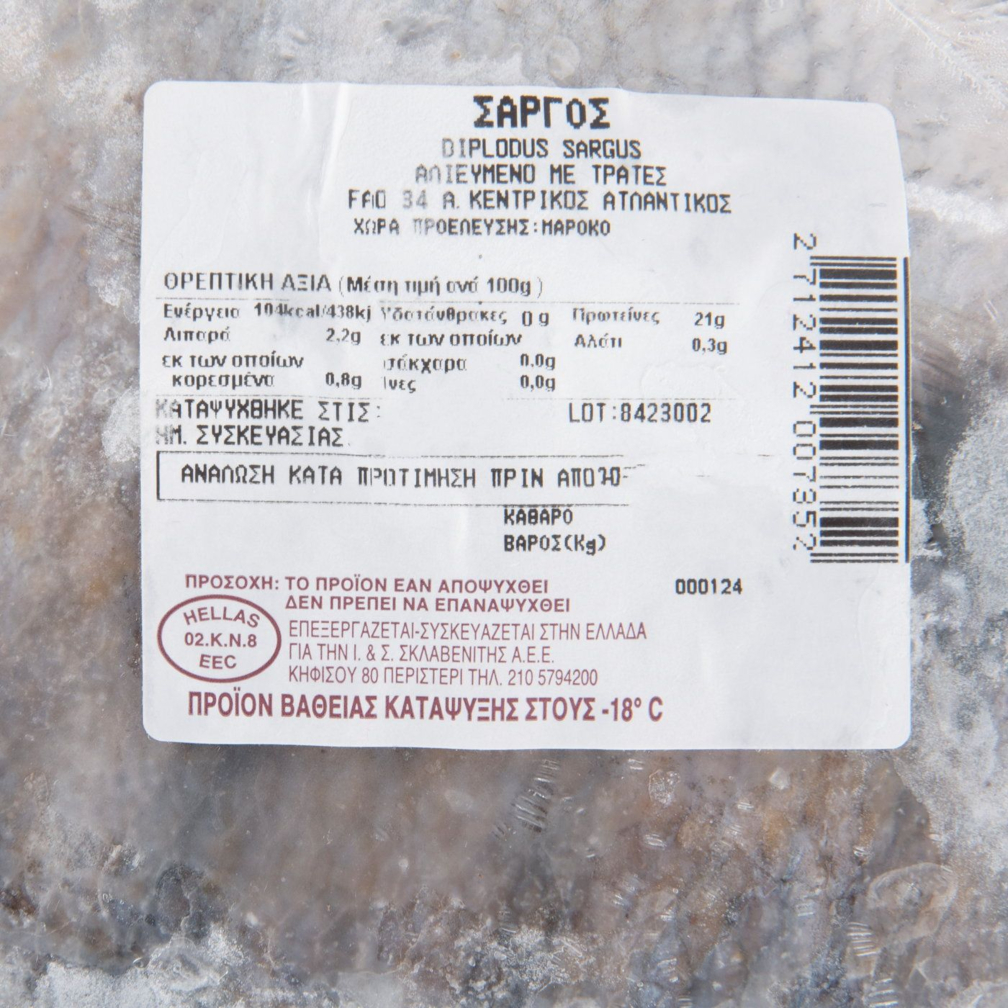 ΣΑΡΓΟΣ
DIPLODUS SARGUS
ΑΛΙΕΥΜΕΝΟ ΜΕ ΤΡΑΤΕΣ
FAO 34 Α. ΚΕΝΤΡΙΚΟΣ ΑΤΛΑΝΤΙΚΟΣ
ΧΩΡΑ ΠΡΟΕΛΕΥΣΗΣ:ΜΑΡΟΚΟ
ΘΡΕΠΤΙΚΗ ΑΞΙΑ (Μέση τιμή ανά 100g)
Ενέργεια 104kcal/438kj Υδατάνθρακες 0 g Πρωτεΐνες 21g
Λιπαρά 2,2g εκ των οποίων Αλάτι 0,3g
εκ των οποίων σάκχαρα 0.0g
κορεσμένα 0,8g Ίνες 0,0g
ΚΑΤΑΨΥΧΘΗΚΕ ΣΤΙΣ: LOT:8423002
ΗΜ. ΣΥΣΚΕΥΑΣΙΑΣ
ΑΝΑΛΩΣΗ ΚΑΤΑ ΠΡΟΤΙΜΗΣΗ ΠΡΙΝ ΑΠΟ
ΚΑΘΑΡΟ
ΒΑΡΟΣ(Kg)
000124
2 712412 007852
ΠΡΟΣΟΧΗ: ΤΟ ΠΡΟΪΟΝ ΕΑΝ ΑΠΟΨΥΧΘΕΙ
ΔΕΝ ΠΡΕΠΕΙ ΝΑ ΕΠΑΝΑΨΥΧΘΕΙ
HELLAS
02.K.N.8
EEC
ΕΠΕΞΕΡΓΑΖΕΤΑΙ-ΣΥΣΚΕΥΑΖΕΤΑΙ ΣΤΗΝ ΕΛΛΑΔΑ
ΓΙΑ ΤΗΝ Ι. & Σ. ΣΚΛΑΒΕΝΙΤΗΣ Α.Ε.Ε.
ΚΗΦΙΣΟΥ 80 ΠΕΡΙΣΤΕΡΙ ΤΗΛ. 210 5794200
ΠΡΟΪΟΝ ΒΑΘΕΙΑΣ ΚΑΤΑΨΥΞΗΣ ΣΤΟΥΣ -18° C